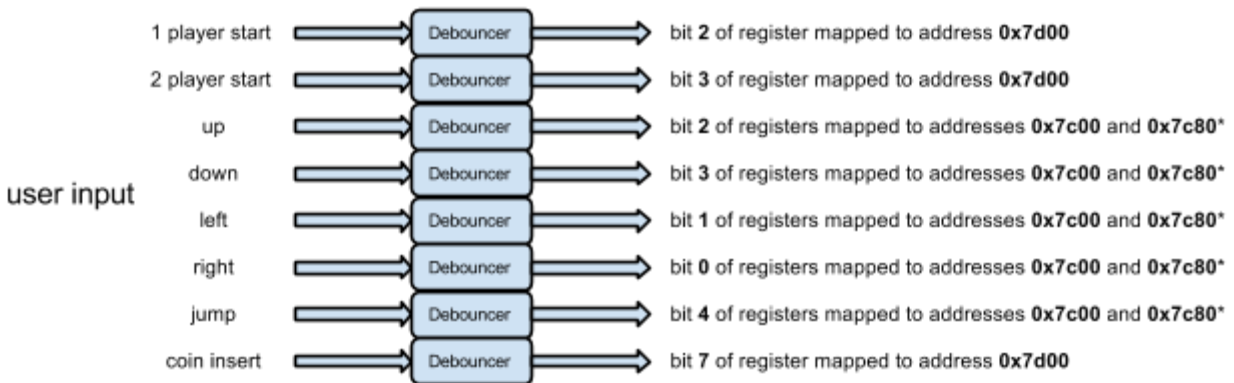 1 player start Debouncer bit 2 of register mapped to address 0x7d00
2 player start Debouncer bit 3 of register mapped to address 0x7d00
up Debouncer bit 2 of registers mapped to addresses 0x7c00 and 0x7c80*
down Debouncer bit 3 of registers mapped to addresses 0x7c00 and 0x7c80*
user input
left Debouncer bit 1 of registers mapped to addresses 0x7c00 and 0x7c80*
right Debouncer bit 0 of registers mapped to addresses 0x7c00 and 0x7c80*
jump Debouncer bit 4 of registers mapped to addresses 0x7c00 and 0x7c80*
coin insert Debouncer bit 7 of register mapped to address 0x7d00